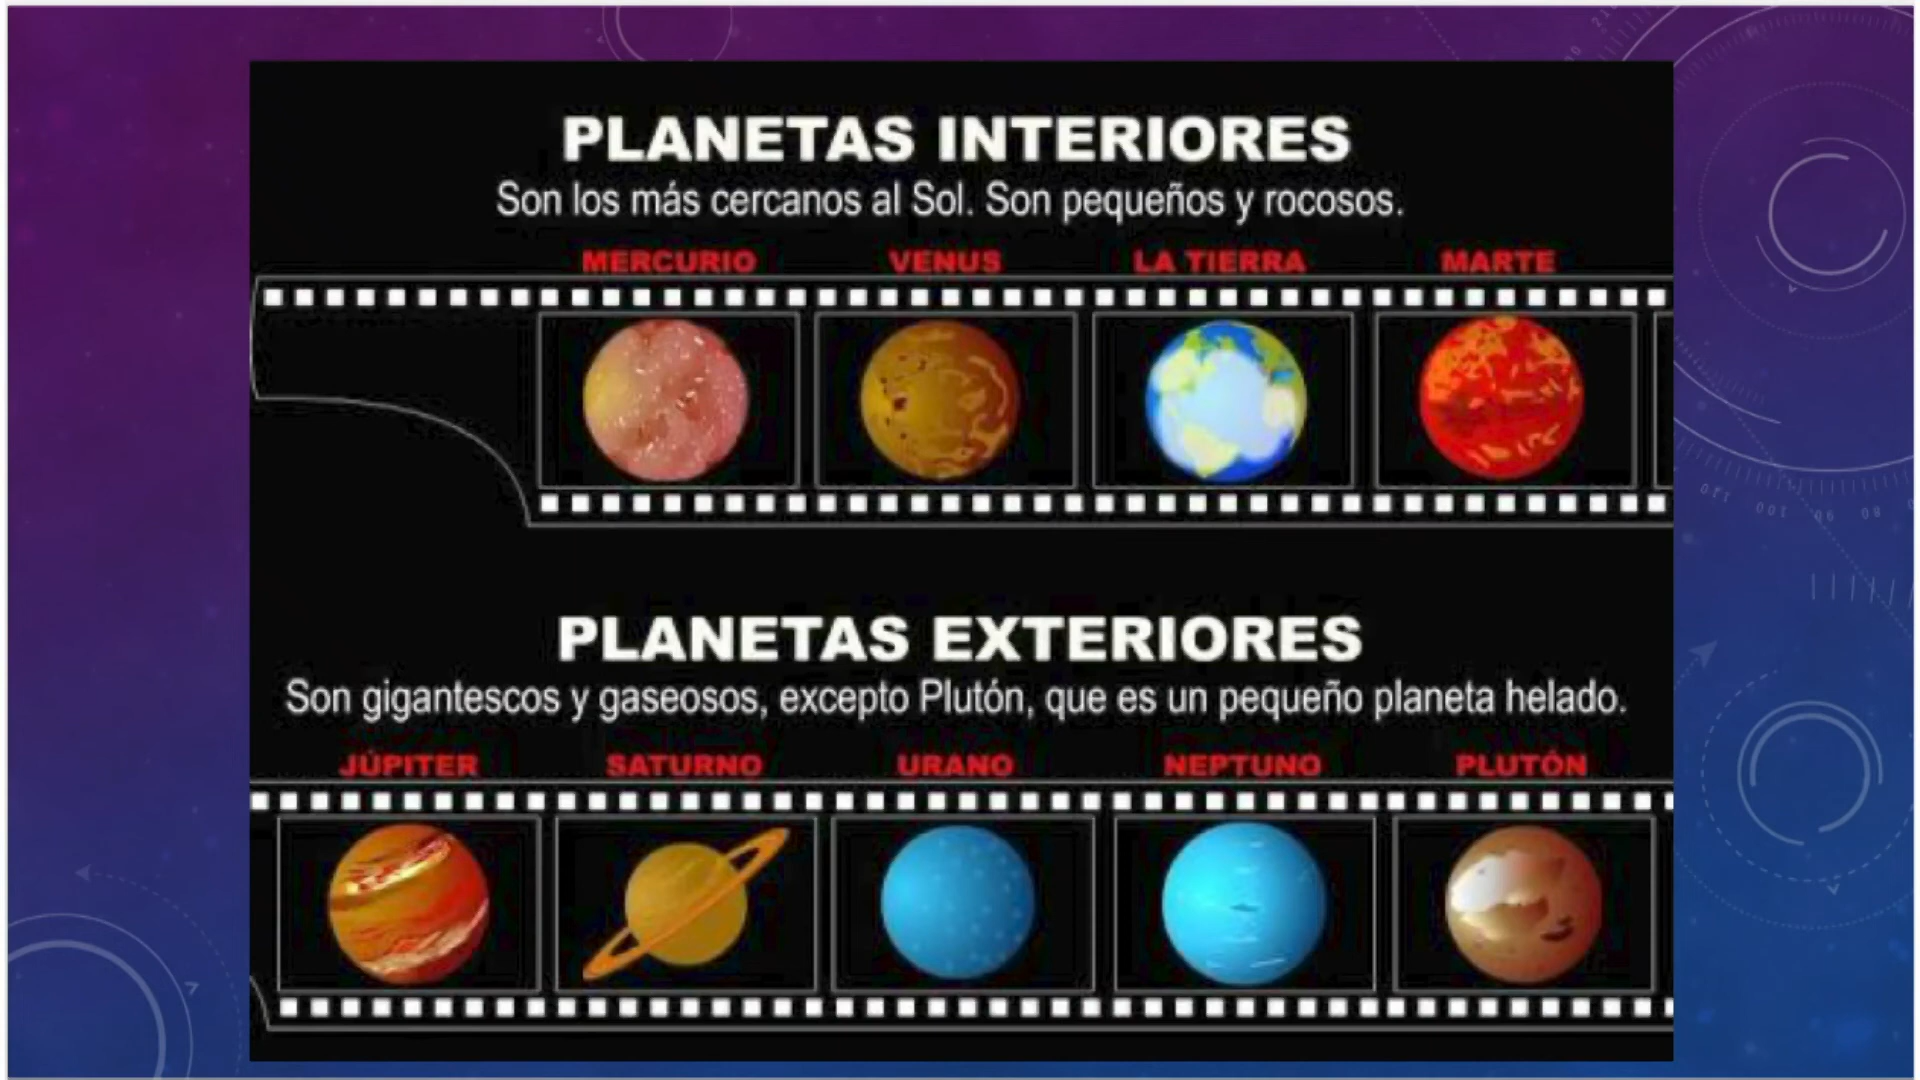 PLANETAS INTERIORES
Son los más cercanos al Sol. Son pequeños y rocosos.
MERCURIO VENUS LA TIERRA MARTE
PLANETAS EXTERIORES
Son gigantescos y gaseosos, excepto Plutón, que es un pequeño planeta helado.
JÚPITER SATURNO URANO NEPTUNO PLUTÓN